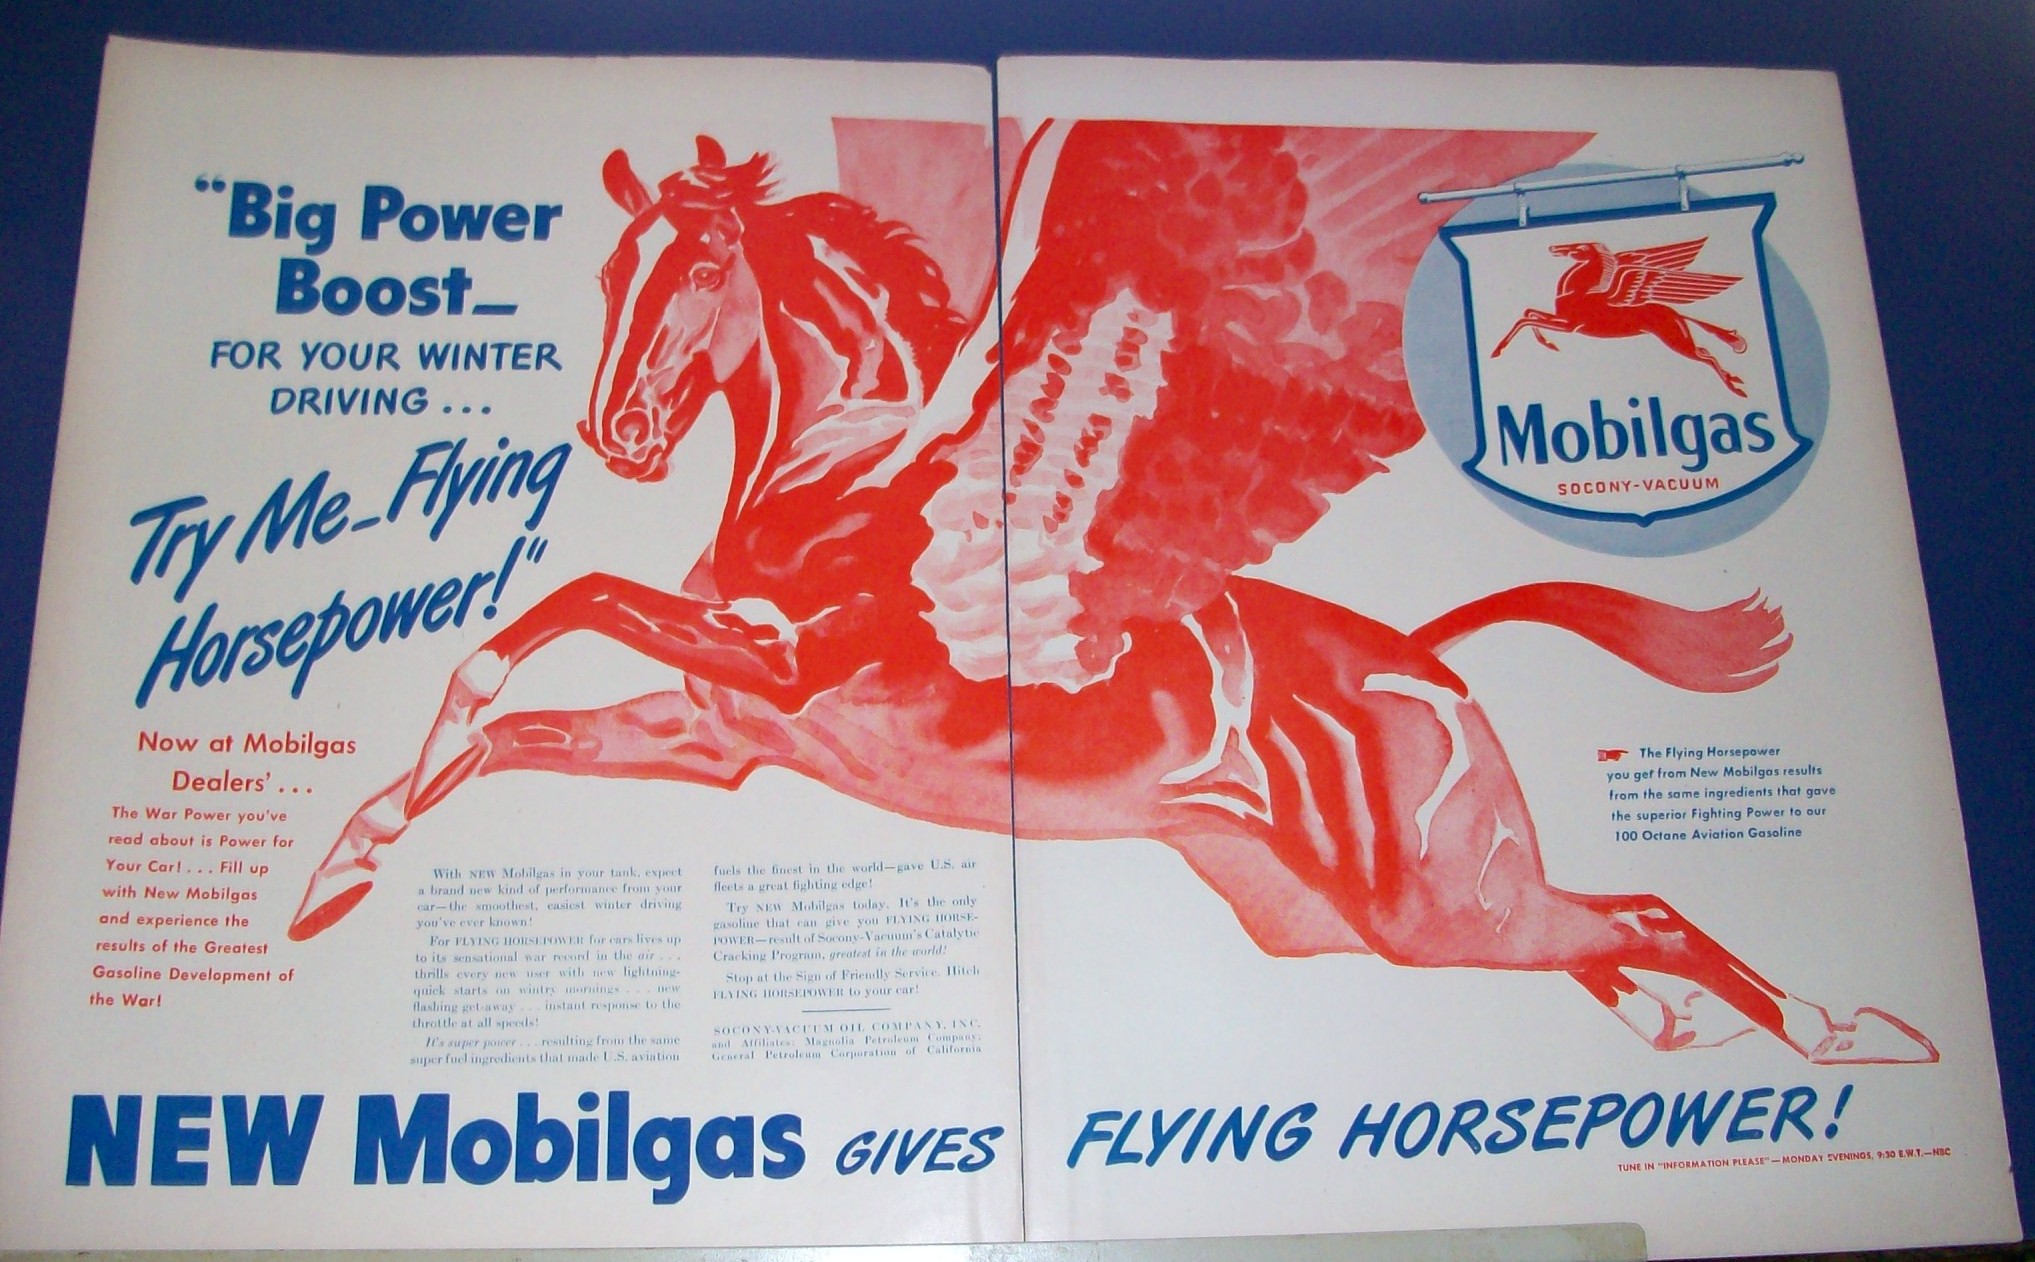 "Big Power
Boost—
FOR YOUR WINTER
DRIVING...
Try Me—Flying
Horsepower!"
Now at Mobilgas
Dealers'...
The War Power you've
read about is Power for
Your Car!... Fill up
with New Mobilgas
and experience the
results of the Greatest
Gasoline Development of
the War!
With NEW Mobilgas in your tank, expect
a brand new kind of performance from your
car—the smoothest, easiest winter driving
you've ever known!
For FLYING HORSEPOWER for cars lives up
to its sensational war record in the air...
thrills every new user with new lightning-
quick starts on wintry mornings... new
flashing get-away... instant response to the
throttle at all speeds!
It's super power... resulting from the same
super fuel ingredients that made U.S. aviation
fuels the finest in the world—gave U.S. air
fleets a great fighting edge!
Try NEW Mobilgas today. It's the only
gasoline that can give you FLYING HORSE-
POWER—result of Socony-Vacuum's Catalytic
Cracking Program, greatest in the world!
Stop at the Sign of Friendly Service. Hitch
FLYING HORSEPOWER to your car!
SOCONY-VACUUM OIL COMPANY, INC.
and Affiliates: Magnolia Petroleum Company;
General Petroleum Corporation of California
Mobilgas
SOCONY-VACUUM
The Flying Horsepower
you get from New Mobilgas results
from the same ingredients that gave
the superior Fighting Power to our
100 Octane Aviation Gasoline
NEW Mobilgas GIVES FLYING HORSEPOWER!
TUNE IN "INFORMATION PLEASE"—MONDAY EVENINGS, 9:30 E.W.T.—NBC